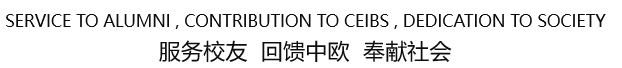 SERVICE TO ALUMNI , CONTRIBUTION TO CEIBS , DEDICATION TO SOCIETY
服务校友 回馈中欧 奉献社会